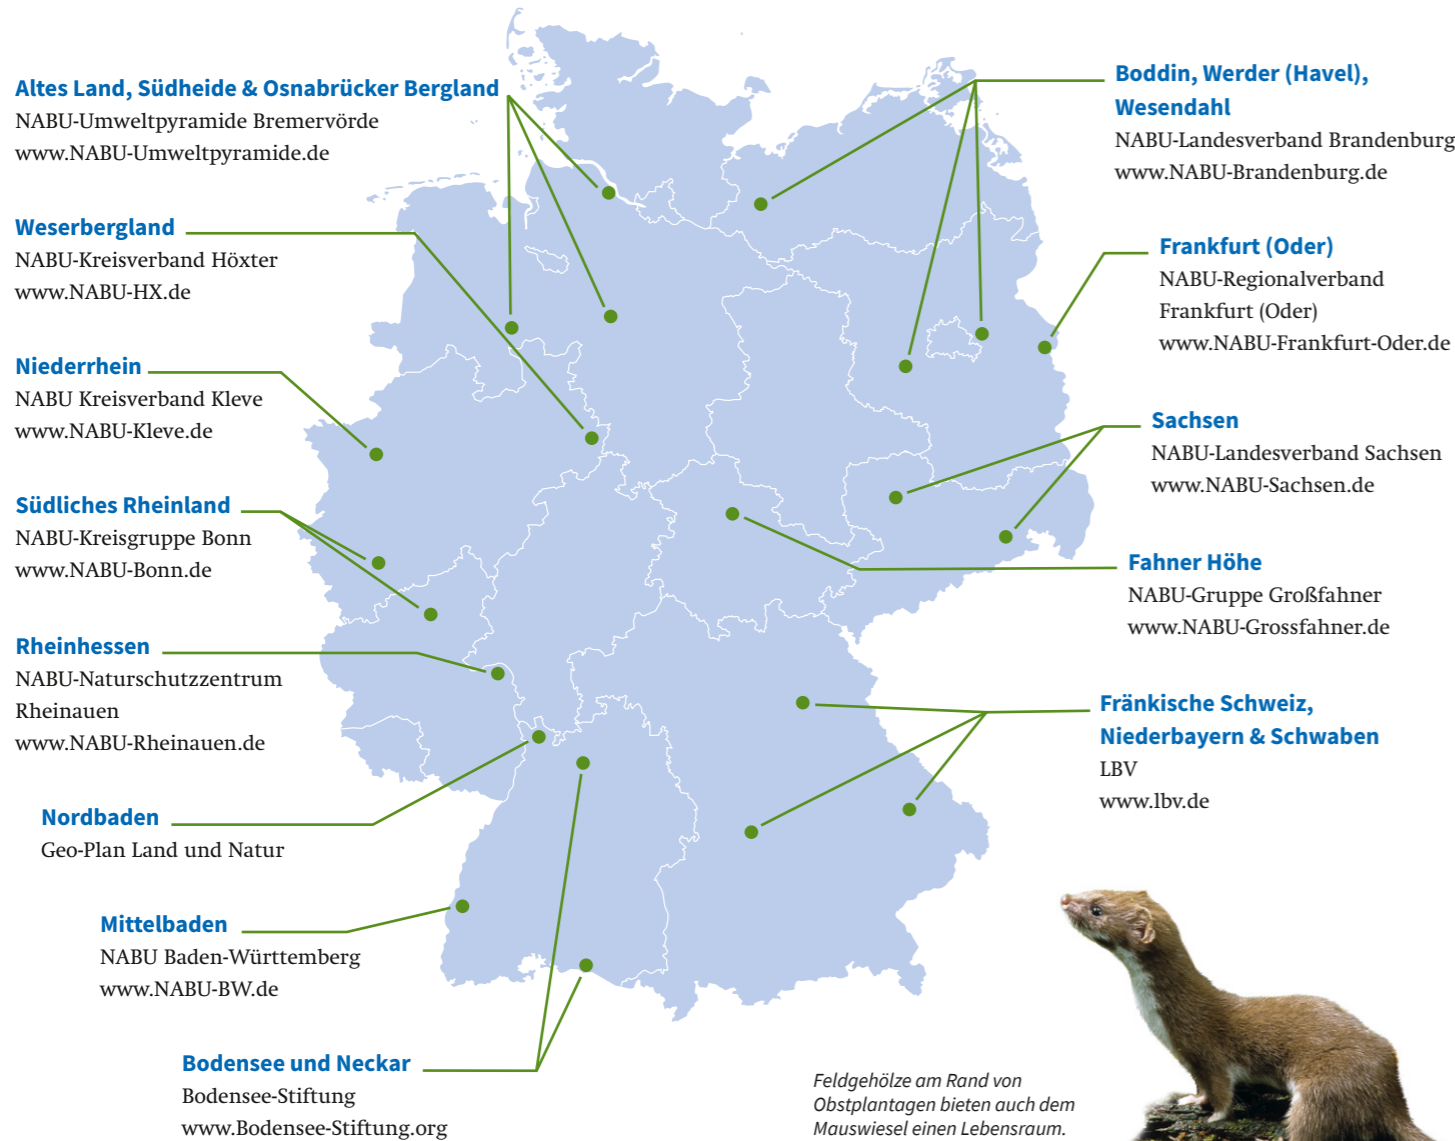 Altes Land, Südheide & Osnabrücker Bergland
NABU-Umweltpyramide Bremervörde
www.NABU-Umweltpyramide.de
Weserbergland
NABU-Kreisverband Höxter
www.NABU-HX.de
Niederrhein
NABU Kreisverband Kleve
www.NABU-Kleve.de
Südliches Rheinland
NABU-Kreisgruppe Bonn
www.NABU-Bonn.de
Rheinhessen
NABU-Naturschutzzentrum
Rheinauen
www.NABU-Rheinauen.de
Nordbaden
Geo-Plan Land und Natur
Mittelbaden
NABU Baden-Württemberg
www.NABU-BW.de
Bodensee und Neckar
Bodensee-Stiftung
www.Bodensee-Stiftung.org
Boddin, Werder (Havel),
Wesendahl
NABU-Landesverband Brandenburg
www.NABU-Brandenburg.de
Frankfurt (Oder)
NABU-Regionalverband
Frankfurt (Oder)
www.NABU-Frankfurt-Oder.de
Sachsen
NABU-Landesverband Sachsen
www.NABU-Sachsen.de
Fahner Höhe
NABU-Gruppe Großfahner
www.NABU-Grossfahner.de
Fränkische Schweiz,
Niederbayern & Schwaben
LBV
www.lbv.de
Feldgehölze am Rand von
Obstplantagen bieten auch dem
Mauswiesel einen Lebensraum.